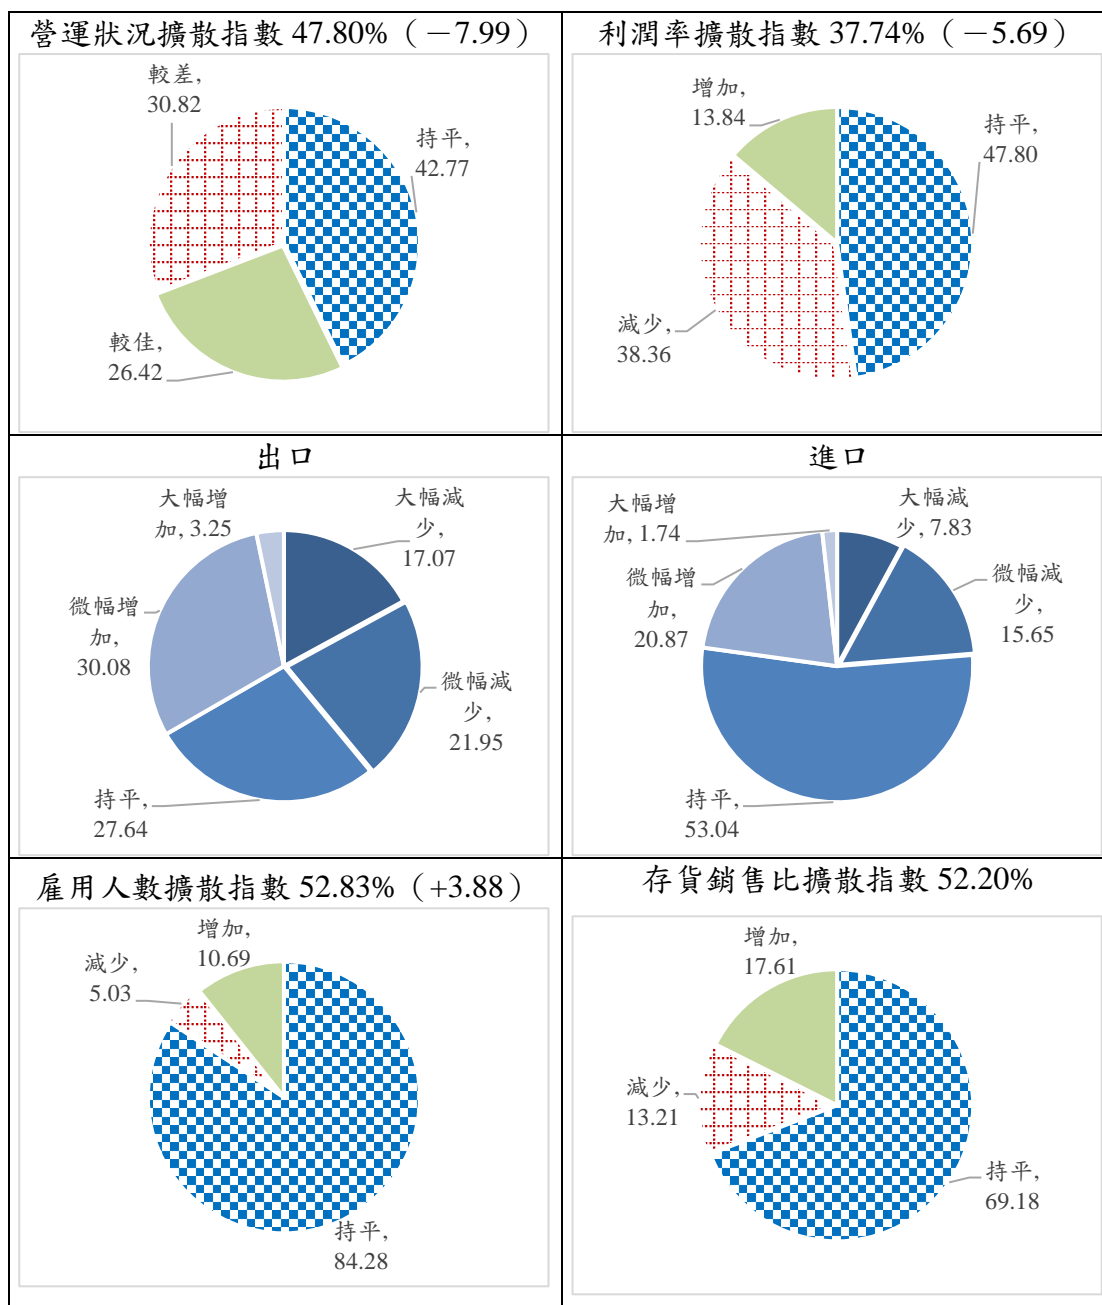 營運狀況擴散指數 47.80%（－7.99）
較差,
30.82
持平,
42.77
較佳,
26.42
利潤率擴散指數 37.74%（－5.69）
增加,
13.84
持平,
47.80
減少,
38.36
出口
大幅增
加, 3.25
大幅減
少,
17.07
微幅增
加,
30.08
微幅減
少,
21.95
持平,
27.64
進口
大幅增
加, 1.74
大幅減
少, 7.83
微幅增
加,
20.87
微幅減
少,
15.65
持平,
53.04
雇用人數擴散指數 52.83%（+3.88）
增加,
10.69
減少,
5.03
持平,
84.28
存貨銷售比擴散指數 52.20%
增加,
17.61
減少,
13.21
持平,
69.18